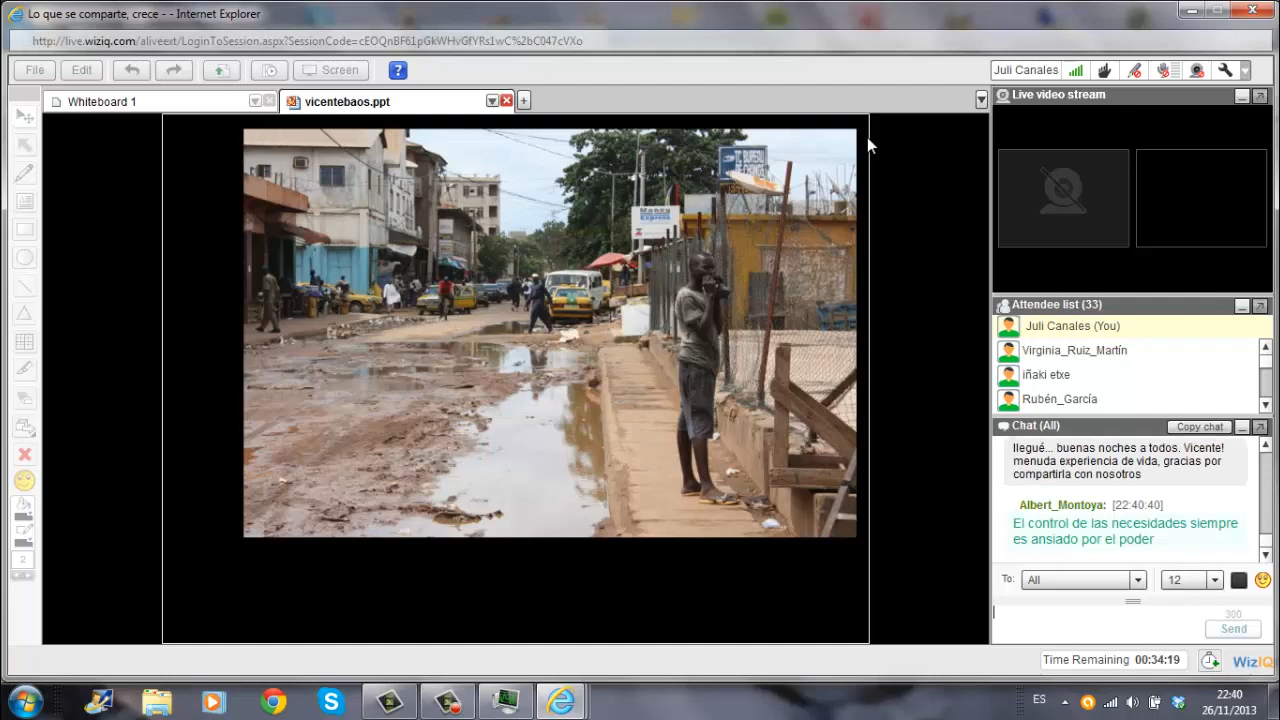 Lo que se comparte, crece - - Internet Explorer
http://live.wiziq.com/aliveext/LoginToSession.aspx?SessionCode=cEOQnBF61pGkWHvGfYRs1wC%2bC047cVXo
File Edit Screen ? Juli Canales
Whiteboard 1 vicentebaos.ppt
Live video stream
BUREAU
Money
Express
Attendee list (33)
Juli Canales (You)
Virginia_Ruiz_Martín
iñaki etxe
Rubén_García
Chat (All) Copy chat
llegué... buenas noches a todos. Vicente!
menuda experiencia de vida, gracias por
compartirla con nosotros
Albert_Montoya: [22:40:40]
El control de las necesidades siempre
es ansiado por el poder
To: All 12
2
300
Send
Time Remaining 00:34:19 WizIQ
ES 22:40
26/11/2013